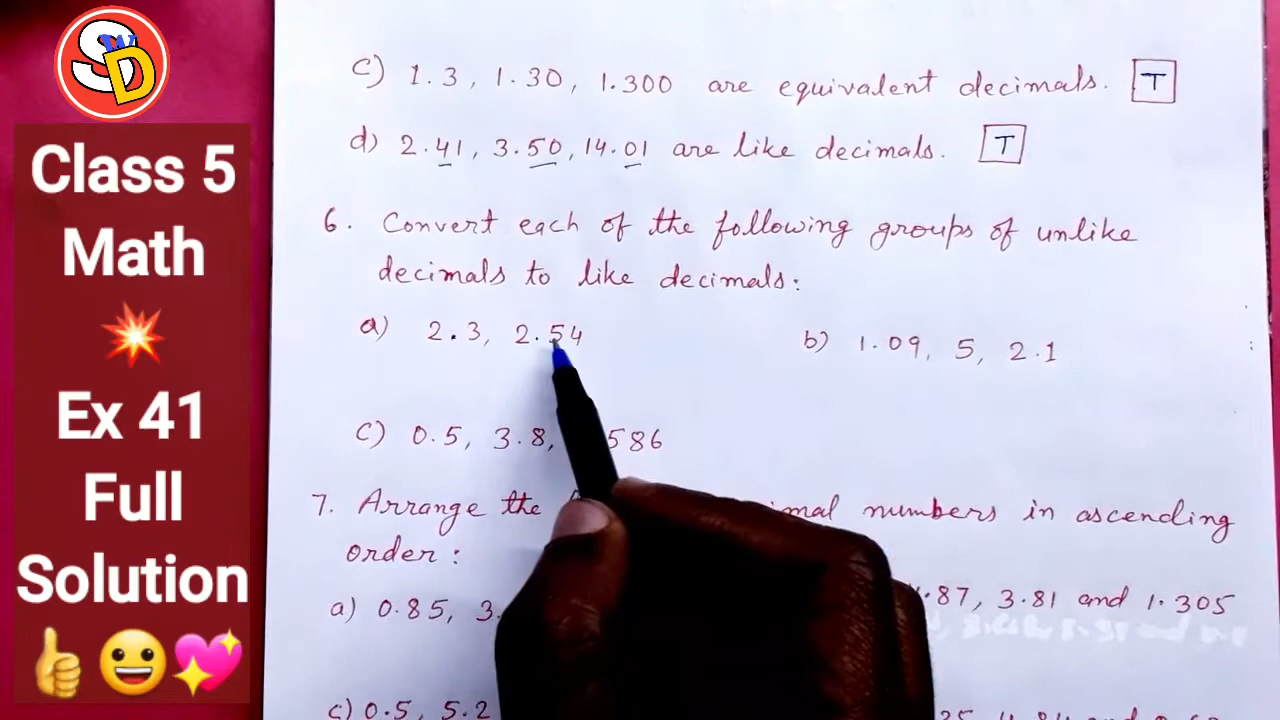 SWD
Class 5
Math
💥
Ex 41
Full
Solution
👍😀💖
c) 1.3, 1.30, 1.300 are equivalent decimals. T
d) 2.41, 3.50, 14.01 are like decimals. T
6. Convert each of the following groups of unlike
decimals to like decimals:
a) 2.3, 2.54
b) 1.09, 5, 2.1
c) 0.5, 3.8, 586
7. Arrange the imal numbers in ascending
order:
a) 0.85, 3. .87, 3.81 and 1.305
c) 0.5, 5.2